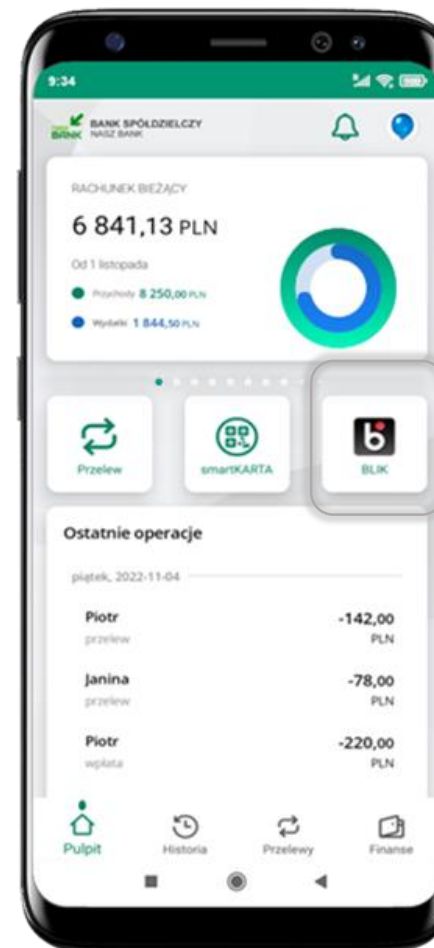 9:34
BANK SPÓŁDZIELCZY
NASZ BANK
RACHUNEK BIEŻĄCY
6 841,13 PLN
Od 1 listopada
Przychody 8 250,00 PLN
Wydatki 1 844,50 PLN
Przelew
smartKARTA
BLIK
Ostatnie operacje
piątek, 2022-11-04
Piotr -142,00
przelew PLN
Janina -78,00
przelew PLN
Piotr -220,00
wpłata PLN
Pulpit
Historia
Przelewy
Finanse